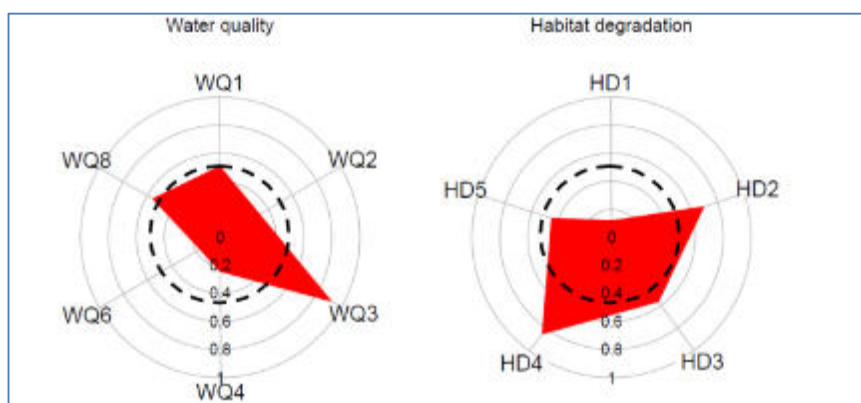 Water quality
WQ1
WQ2
WQ3
WQ4
WQ6
WQ8
0
0.2
0.4
0.6
0.8
1
Habitat degradation
HD1
HD2
HD3
HD4
HD5
0
0.2
0.4
0.6
0.8
1